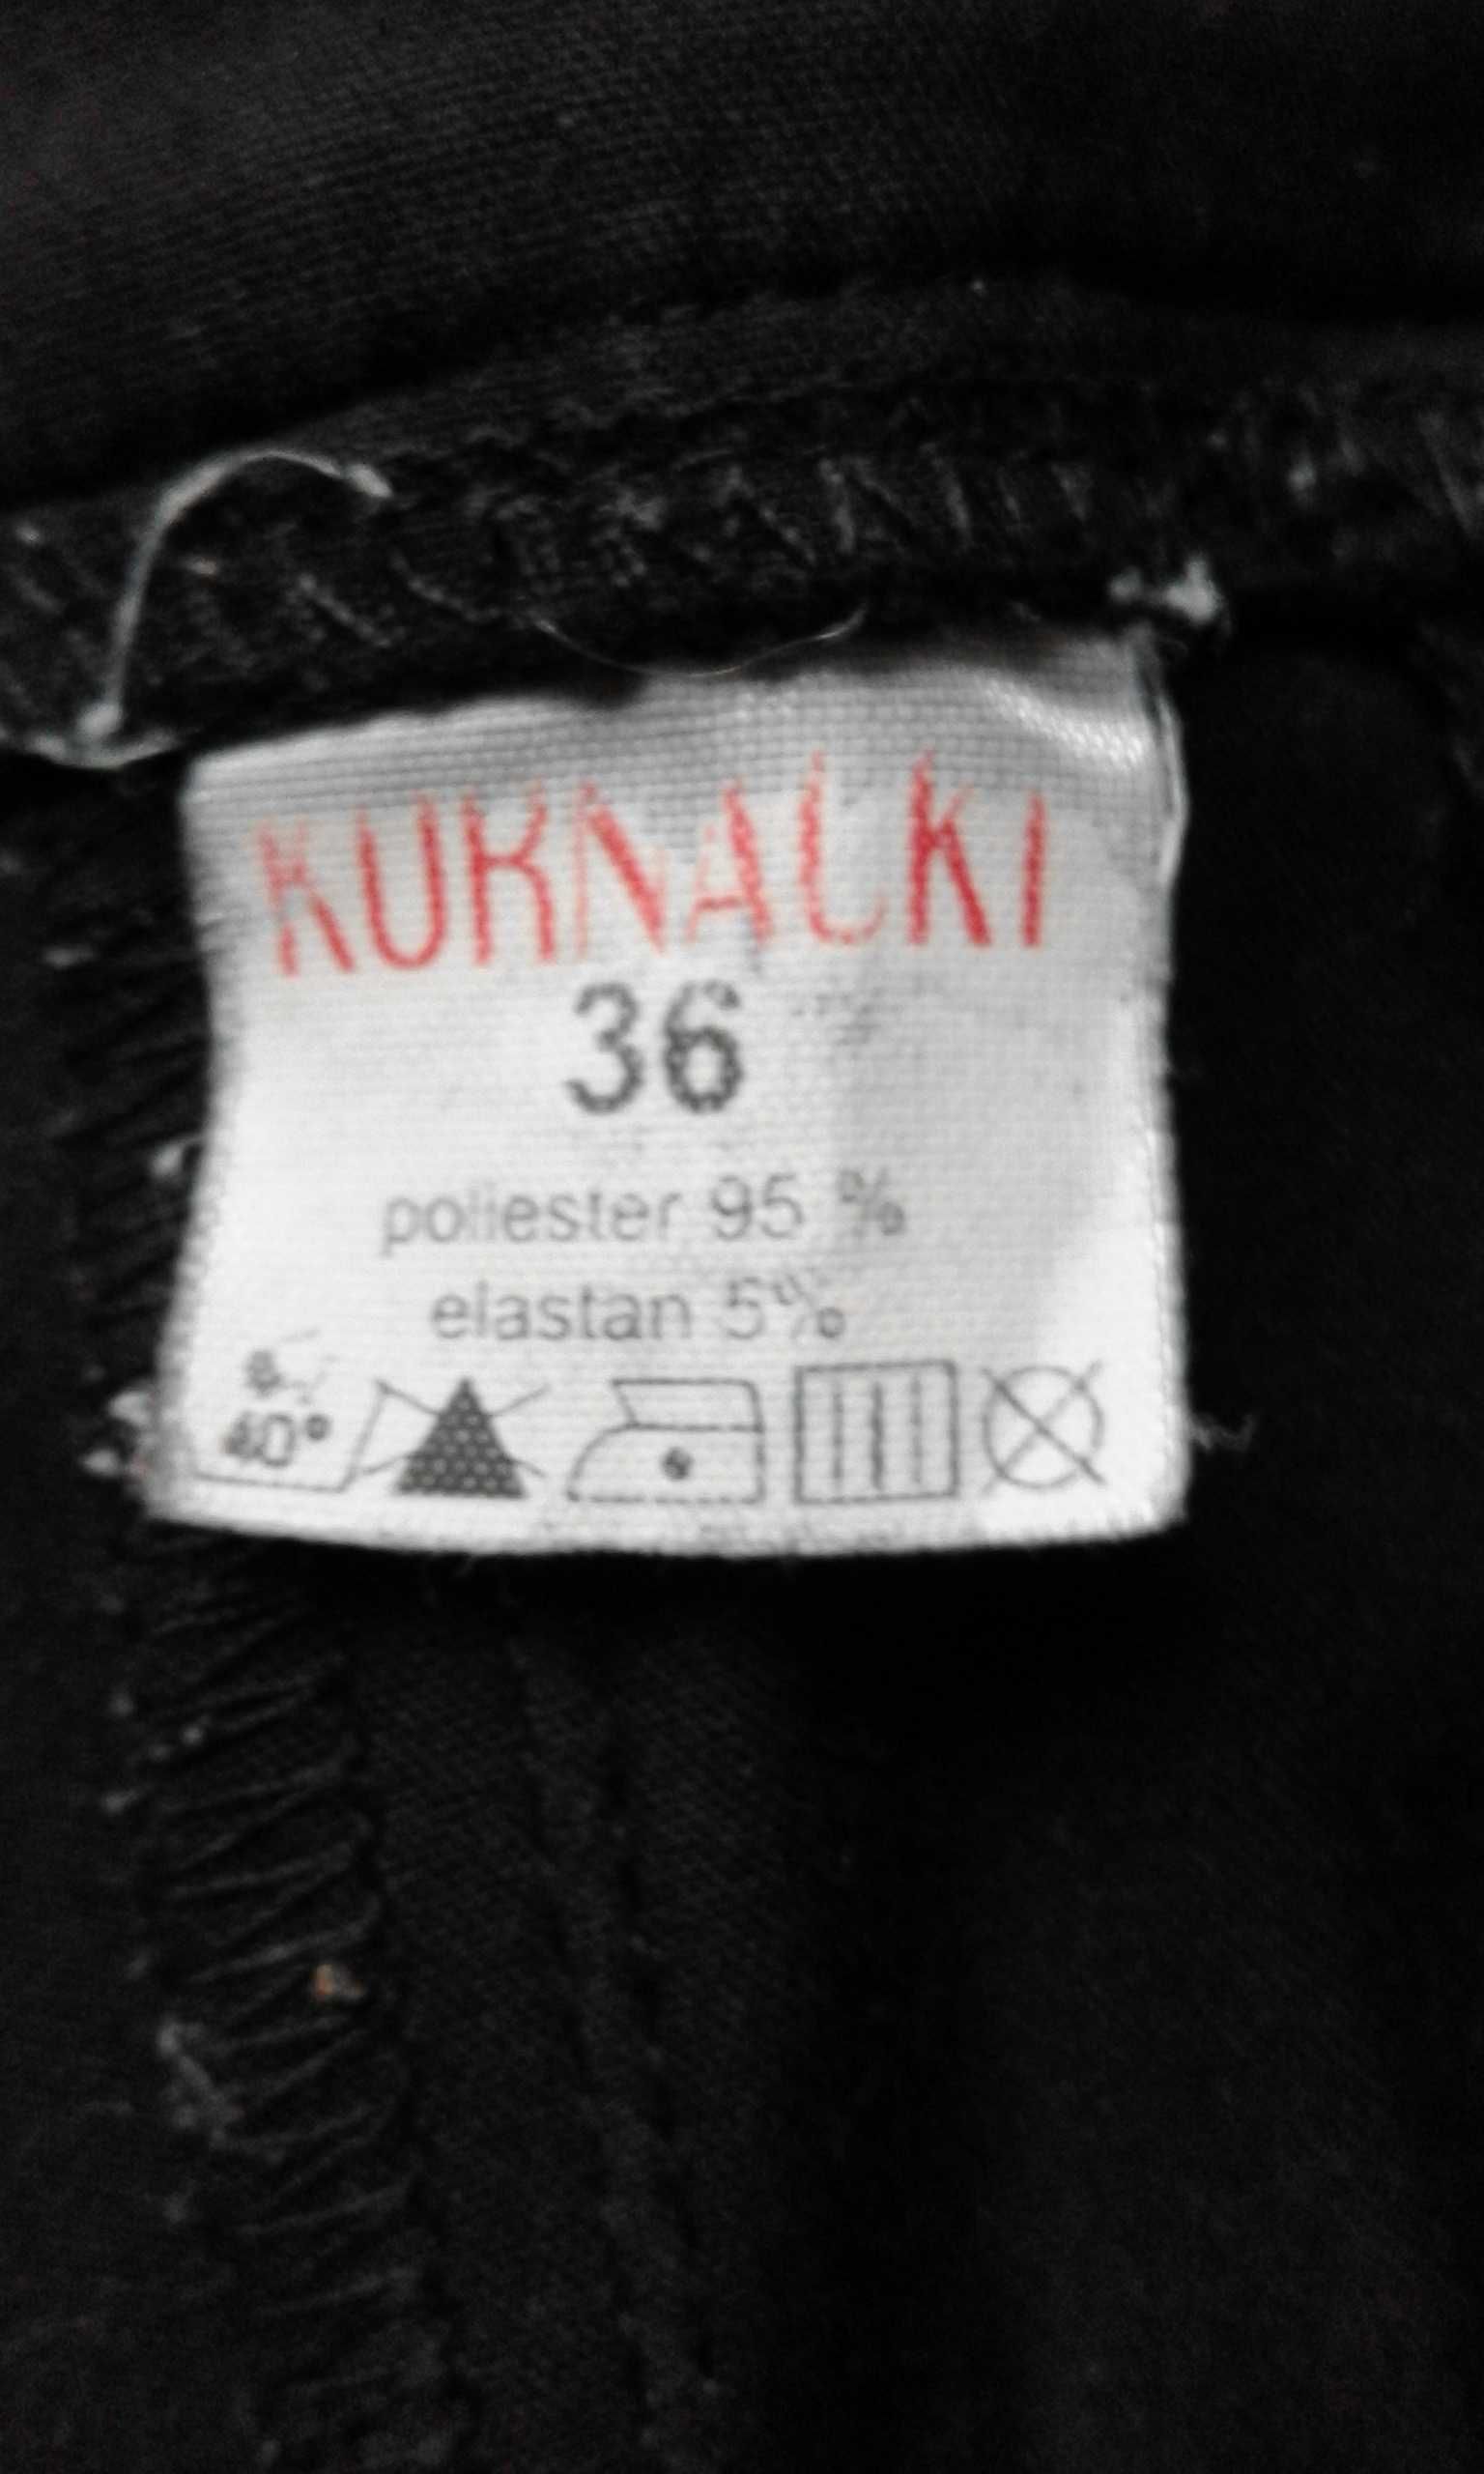 KURNACKI
36
poliester 95 %
elastan 5%
40°